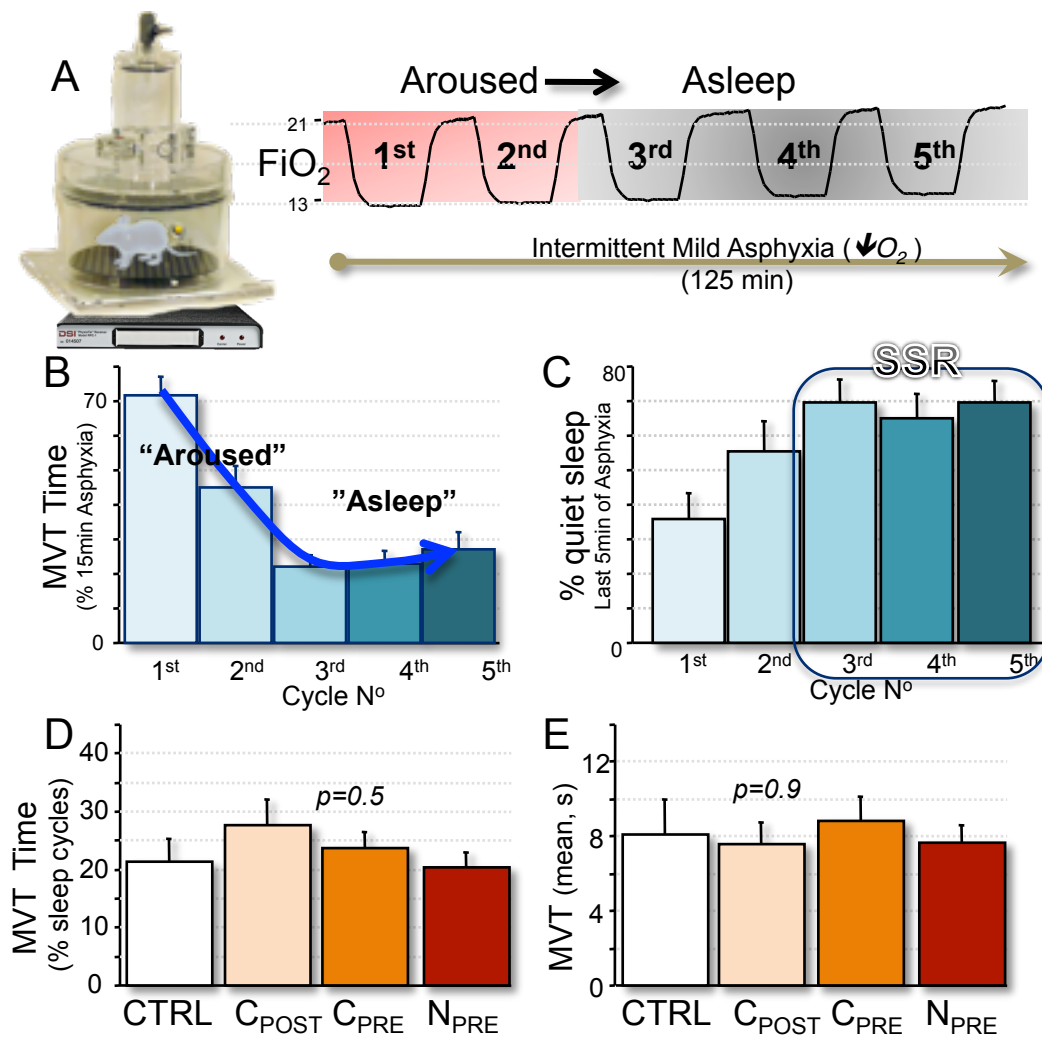 A
Aroused → Asleep
21
FiO2
13
1st
2nd
3rd
4th
5th
Intermittent Mild Asphyxia (↓O2 )
(125 min)
DSI
014507
B
70
0
MVT Time
(% 15min Asphyxia)
“Aroused”
”Asleep”
1st
2nd
3rd
4th
5th
Cycle Nº
C
80
0
% quiet sleep
Last 5min of Asphyxia
SSR
1st
2nd
3rd
4th
5th
Cycle Nº
D
40
30
20
10
0
MVT Time
(% sleep cycles)
p=0.5
CTRL
CPOST
CPRE
NPRE
E
12
8
4
0
MVT (mean, s)
p=0.9
CTRL
CPOST
CPRE
NPRE